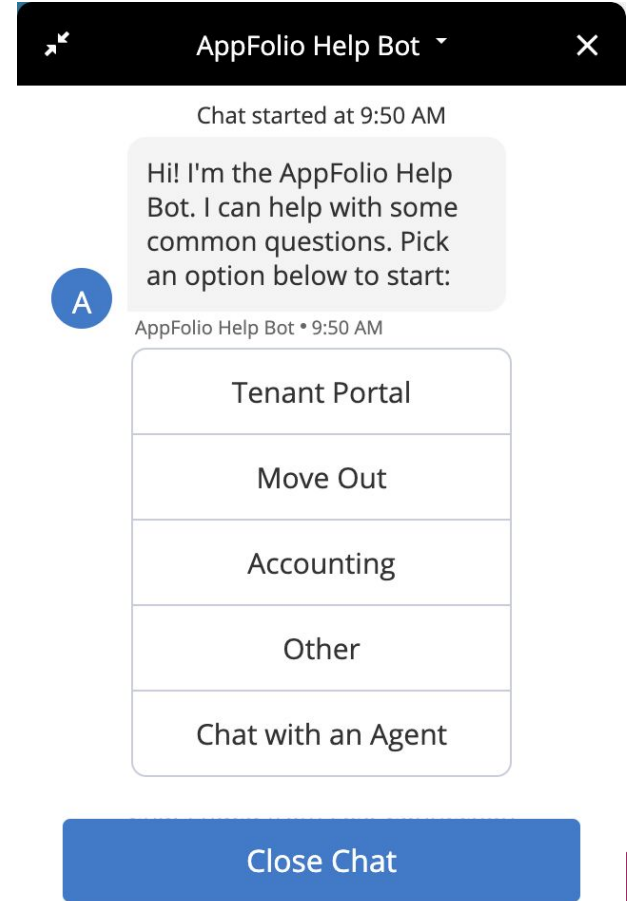 AppFolio Help Bot
Chat started at 9:50 AM
Hi! I'm the AppFolio Help
Bot. I can help with some
common questions. Pick
an option below to start:
A
AppFolio Help Bot • 9:50 AM
Tenant Portal
Move Out
Accounting
Other
Chat with an Agent
Close Chat